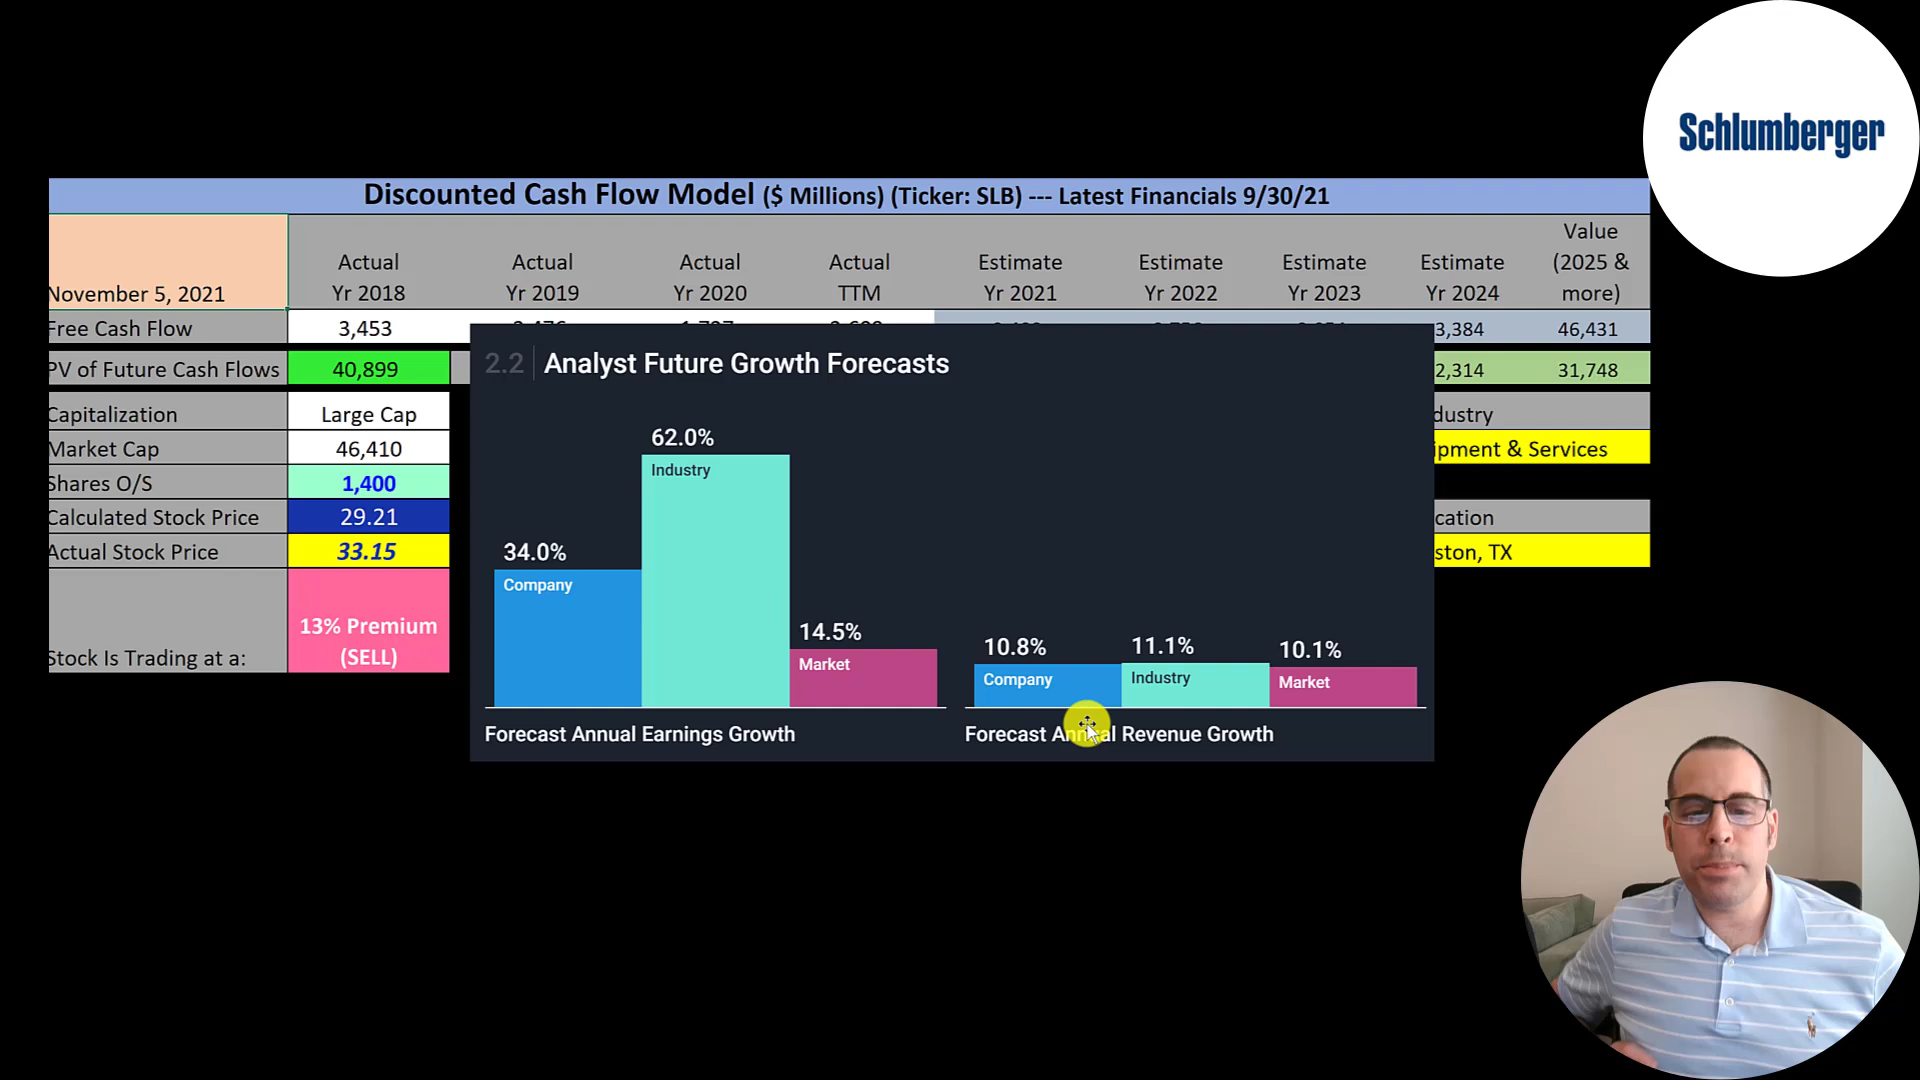 Schlumberger
Discounted Cash Flow Model ($ Millions) (Ticker: SLB) --- Latest Financials 9/30/21
November 5, 2021
Actual Yr 2018
Actual Yr 2019
Actual Yr 2020
Actual TTM
Estimate Yr 2021
Estimate Yr 2022
Estimate Yr 2023
Estimate Yr 2024
Value (2025 & more)
Free Cash Flow 3,453 3,384 46,431
PV of Future Cash Flows 40,899 2,314 31,748
Capitalization Large Cap
Market Cap 46,410 & Services
Shares O/S 1,400
Calculated Stock Price 29.21
Actual Stock Price 33.15 TX
Stock Is Trading at a: 13% Premium (SELL)
2.2 Analyst Future Growth Forecasts
34.0%
Company
62.0%
Industry
14.5%
Market
Forecast Annual Earnings Growth
10.8%
Company
11.1%
Industry
10.1%
Market
Forecast Annual Revenue Growth